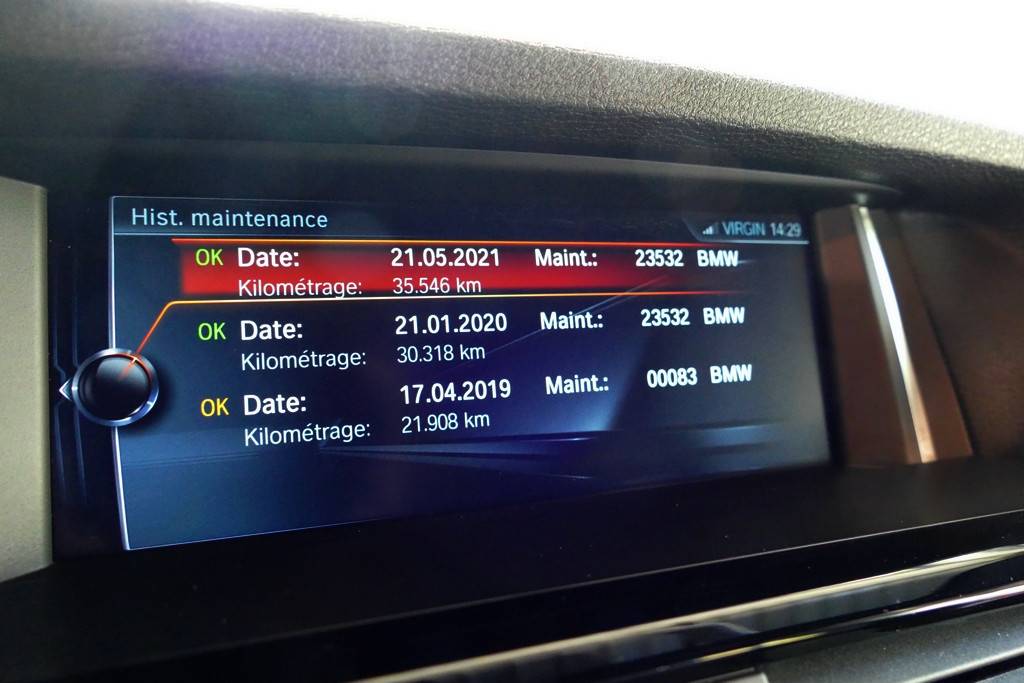 Hist. maintenance VIRGIN 14:29
OK Date: 21.05.2021 Maint.: 23532 BMW
Kilométrage: 35.546 km
OK Date: 21.01.2020 Maint.: 23532 BMW
Kilométrage: 30.318 km
OK Date: 17.04.2019 Maint.: 00083 BMW
Kilométrage: 21.908 km